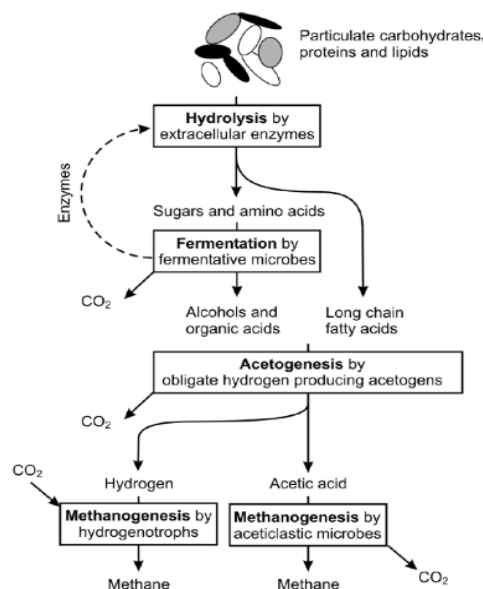 Particulate carbohydrates,
proteins and lipids
Hydrolysis by
extracellular enzymes
Enzymes
Sugars and amino acids
Fermentation by
fermentative microbes
CO₂
Alcohols and
organic acids
Long chain
fatty acids
Acetogenesis by
obligate hydrogen producing acetogens
CO₂
CO₂
Hydrogen
Acetic acid
Methanogenesis by
hydrogenotrophs
Methanogenesis by
aceticlastic microbes
Methane
Methane
CO₂